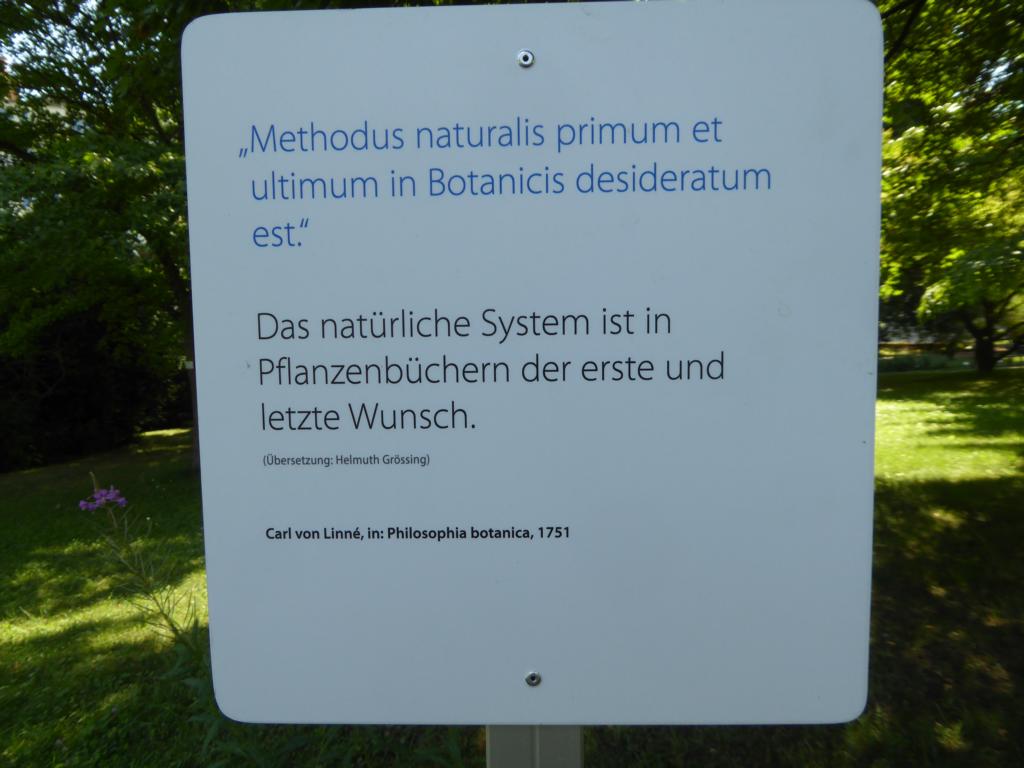 „Methodus naturalis primum et
ultimum in Botanicis desideratum
est.“
Das natürliche System ist in
Pflanzenbüchern der erste und
letzte Wunsch.
(Übersetzung: Helmuth Grössing)
Carl von Linné, in: Philosophia botanica, 1751